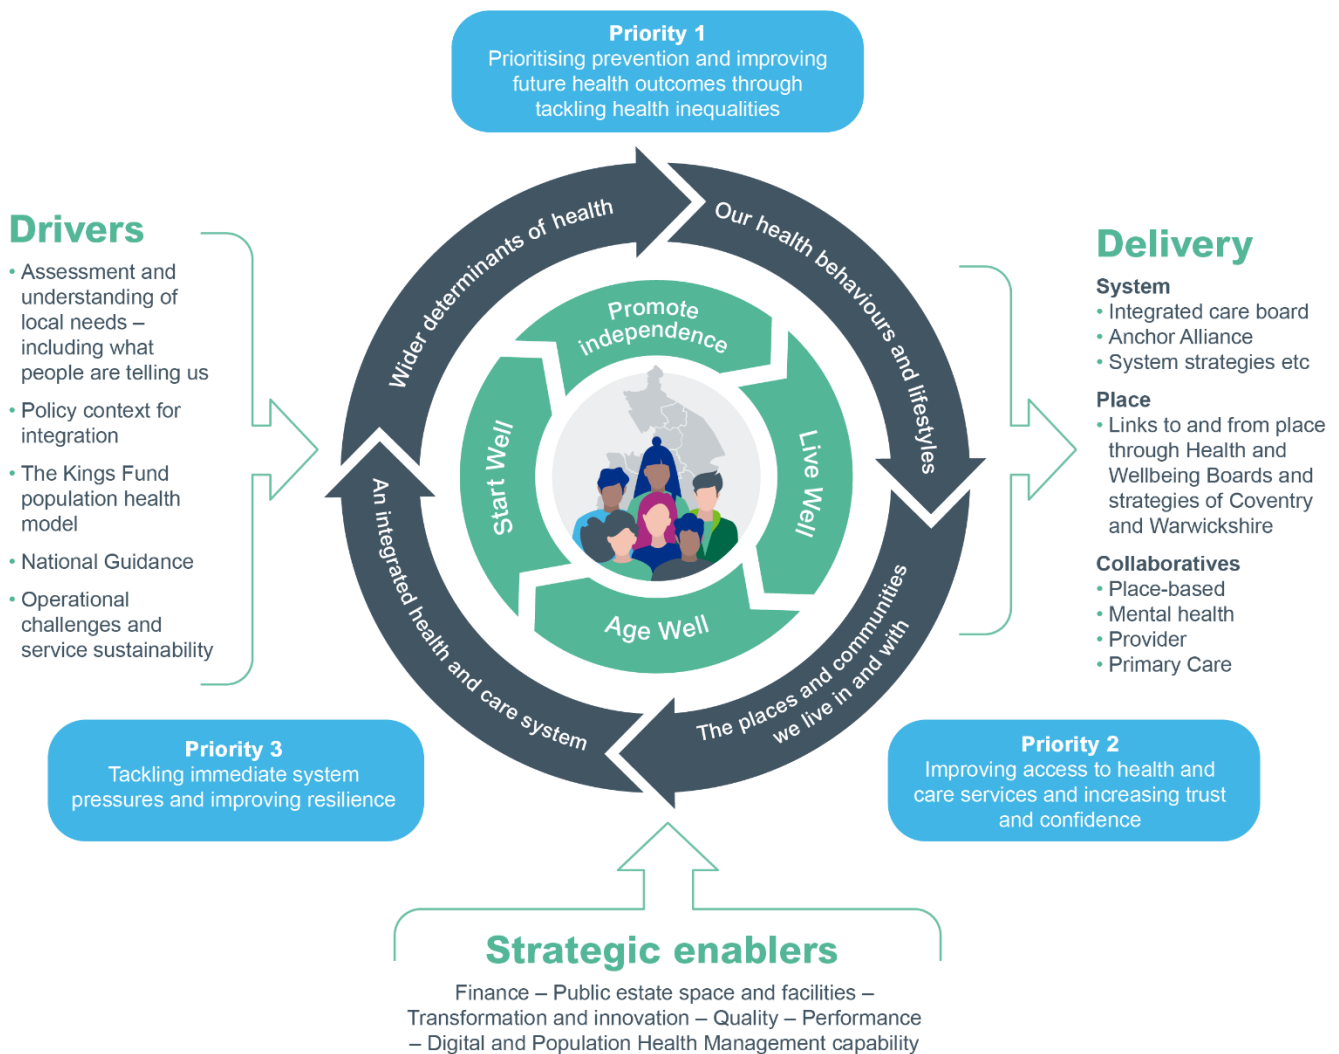 Priority 1
Prioritising prevention and improving
future health outcomes through
tackling health inequalities
Drivers
• Assessment and
understanding of
local needs –
including what
people are telling us
• Policy context for
integration
• The Kings Fund
population health
model
• National Guidance
• Operational
challenges and
service sustainability
Wider determinants of health
Our health behaviours and lifestyles
The places and communities
we live in and with
An integrated health and care system
Promote
independence
Live Well
Age Well
Start Well
Delivery
System
• Integrated care board
• Anchor Alliance
• System strategies etc
Place
• Links to and from place
through Health and
Wellbeing Boards and
strategies of Coventry
and Warwickshire
Collaboratives
• Place-based
• Mental health
• Provider
• Primary Care
Priority 3
Tackling immediate system
pressures and improving resilience
Priority 2
Improving access to health and
care services and increasing trust
and confidence
Strategic enablers
Finance – Public estate space and facilities –
Transformation and innovation – Quality – Performance
– Digital and Population Health Management capability